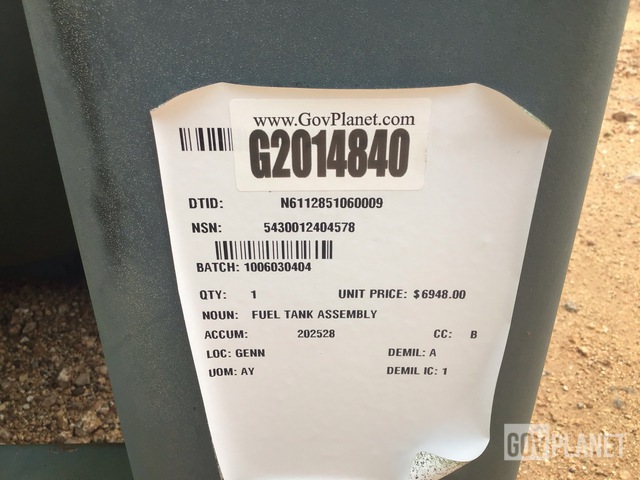 www.GovPlanet.com
G2014840
DTID: N6112851060009
NSN: 5430012404578
BATCH: 1006030404
QTY: 1 UNIT PRICE: $6948.00
NOUN: FUEL TANK ASSEMBLY
ACCUM: 202528 CC: B
LOC: GENN DEMIL: A
UOM: AY DEMIL IC: 1
GOVPLANET